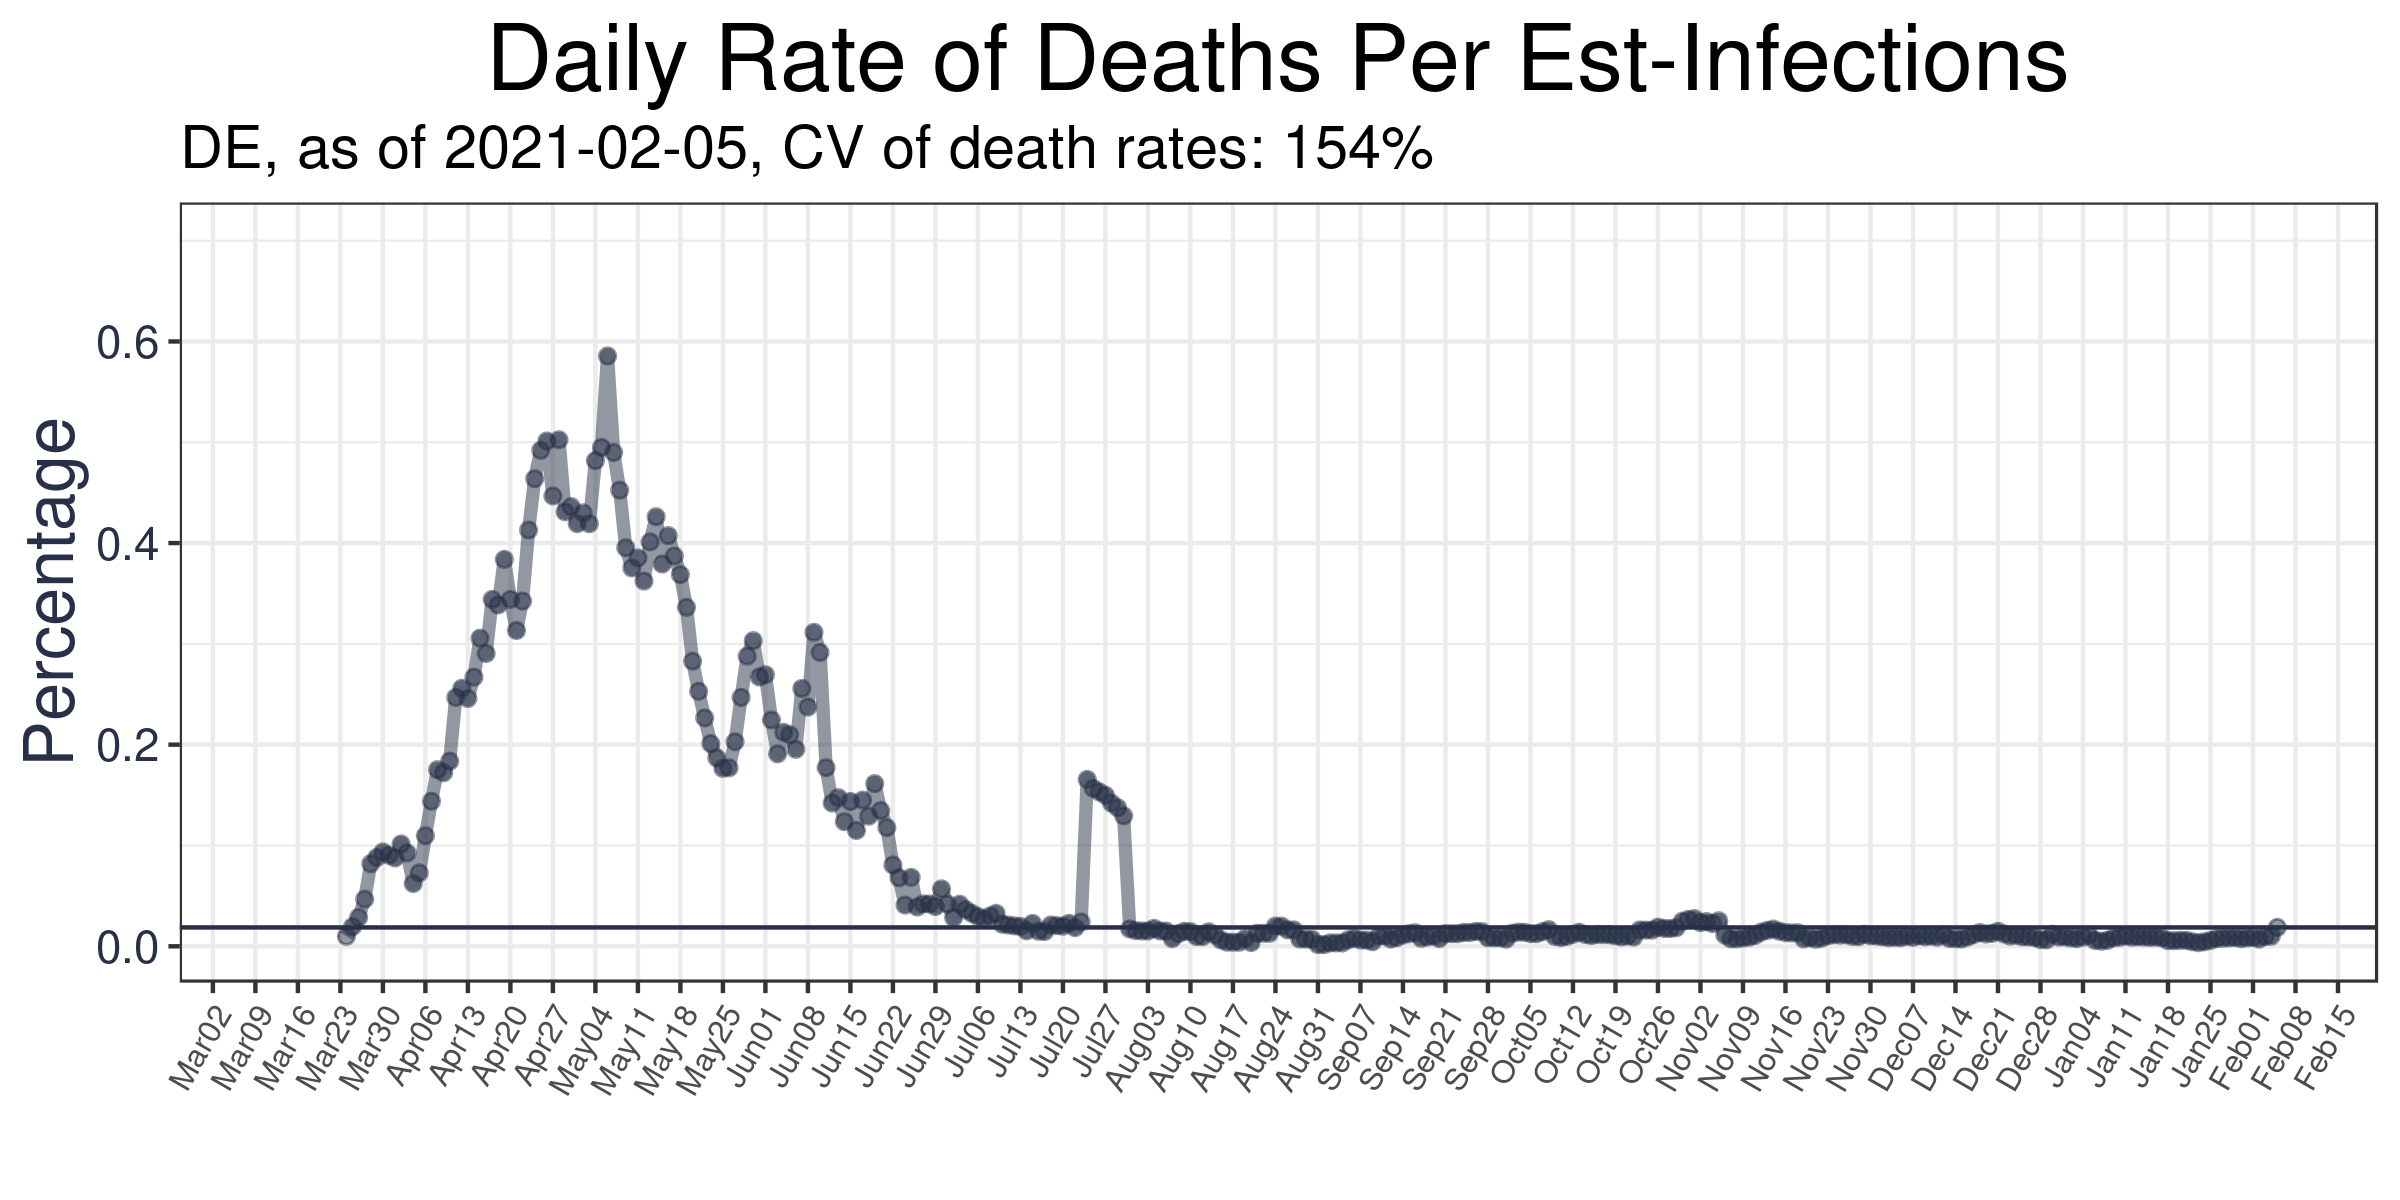 Daily Rate of Deaths Per Est-Infections
DE, as of 2021-02-05, CV of death rates: 154%
Percentage
0.6
0.4
0.2
0.0
Mar02
Mar09
Mar16
Mar23
Mar30
Apr06
Apr13
Apr20
Apr27
May04
May11
May18
May25
Jun01
Jun08
Jun15
Jun22
Jun29
Jul06
Jul13
Jul20
Jul27
Aug03
Aug10
Aug17
Aug24
Aug31
Sep07
Sep14
Sep21
Sep28
Oct05
Oct12
Oct19
Oct26
Nov02
Nov09
Nov16
Nov23
Nov30
Dec07
Dec14
Dec21
Dec28
Jan04
Jan11
Jan18
Jan25
Feb01
Feb08
Feb15